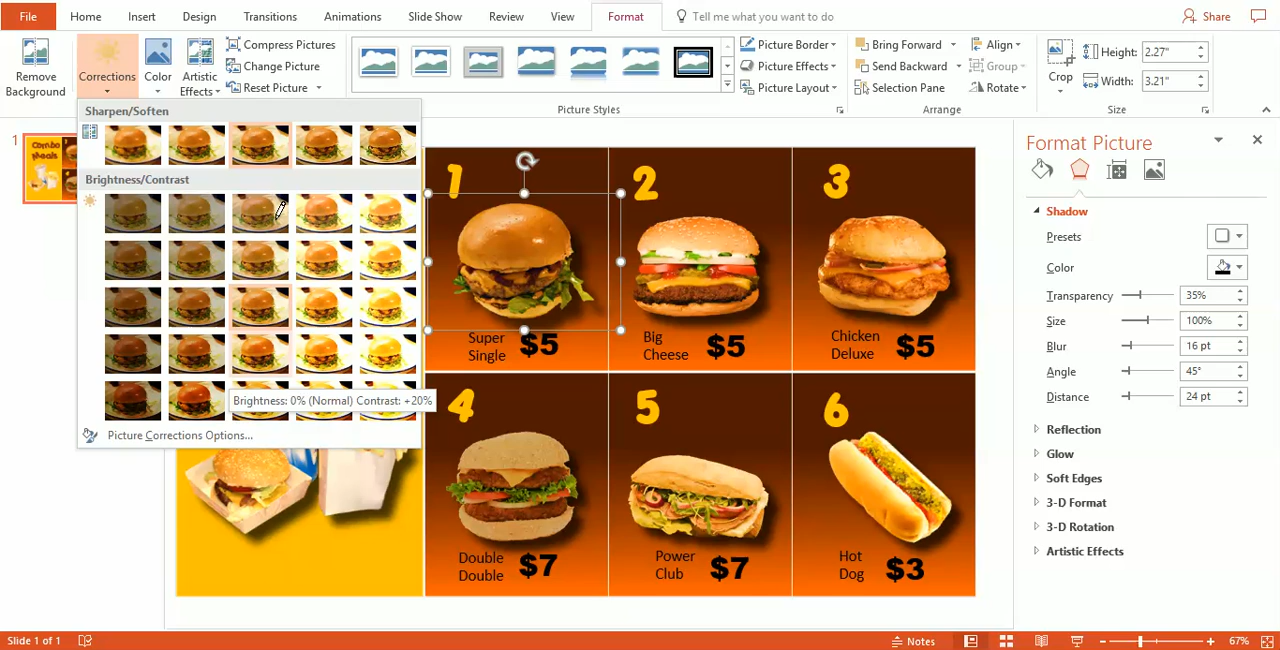 File Home Insert Design Transitions Animations Slide Show Review View Format Tell me what you want to do Share
Remove Background
Corrections
Color
Artistic Effects
Compress Pictures
Change Picture
Reset Picture
Picture Styles
Picture Border
Picture Effects
Picture Layout
Bring Forward
Send Backward
Selection Pane
Align
Group
Rotate
Arrange
Crop
Height: 2.27"
Width: 3.21"
Size
Sharpen/Soften
Brightness/Contrast
Brightness: 0% (Normal) Contrast: +20%
Picture Corrections Options...
1
Combo
Meals
1
Super
Single
$5
2
Big
Cheese
$5
3
Chicken
Deluxe
$5
4
Double
Double
$7
5
Power
Club
$7
6
Hot
Dog
$3
Format Picture
Shadow
Presets
Color
Transparency 35%
Size 100%
Blur 16 pt
Angle 45°
Distance 24 pt
Reflection
Glow
Soft Edges
3-D Format
3-D Rotation
Artistic Effects
Slide 1 of 1
Notes
67%